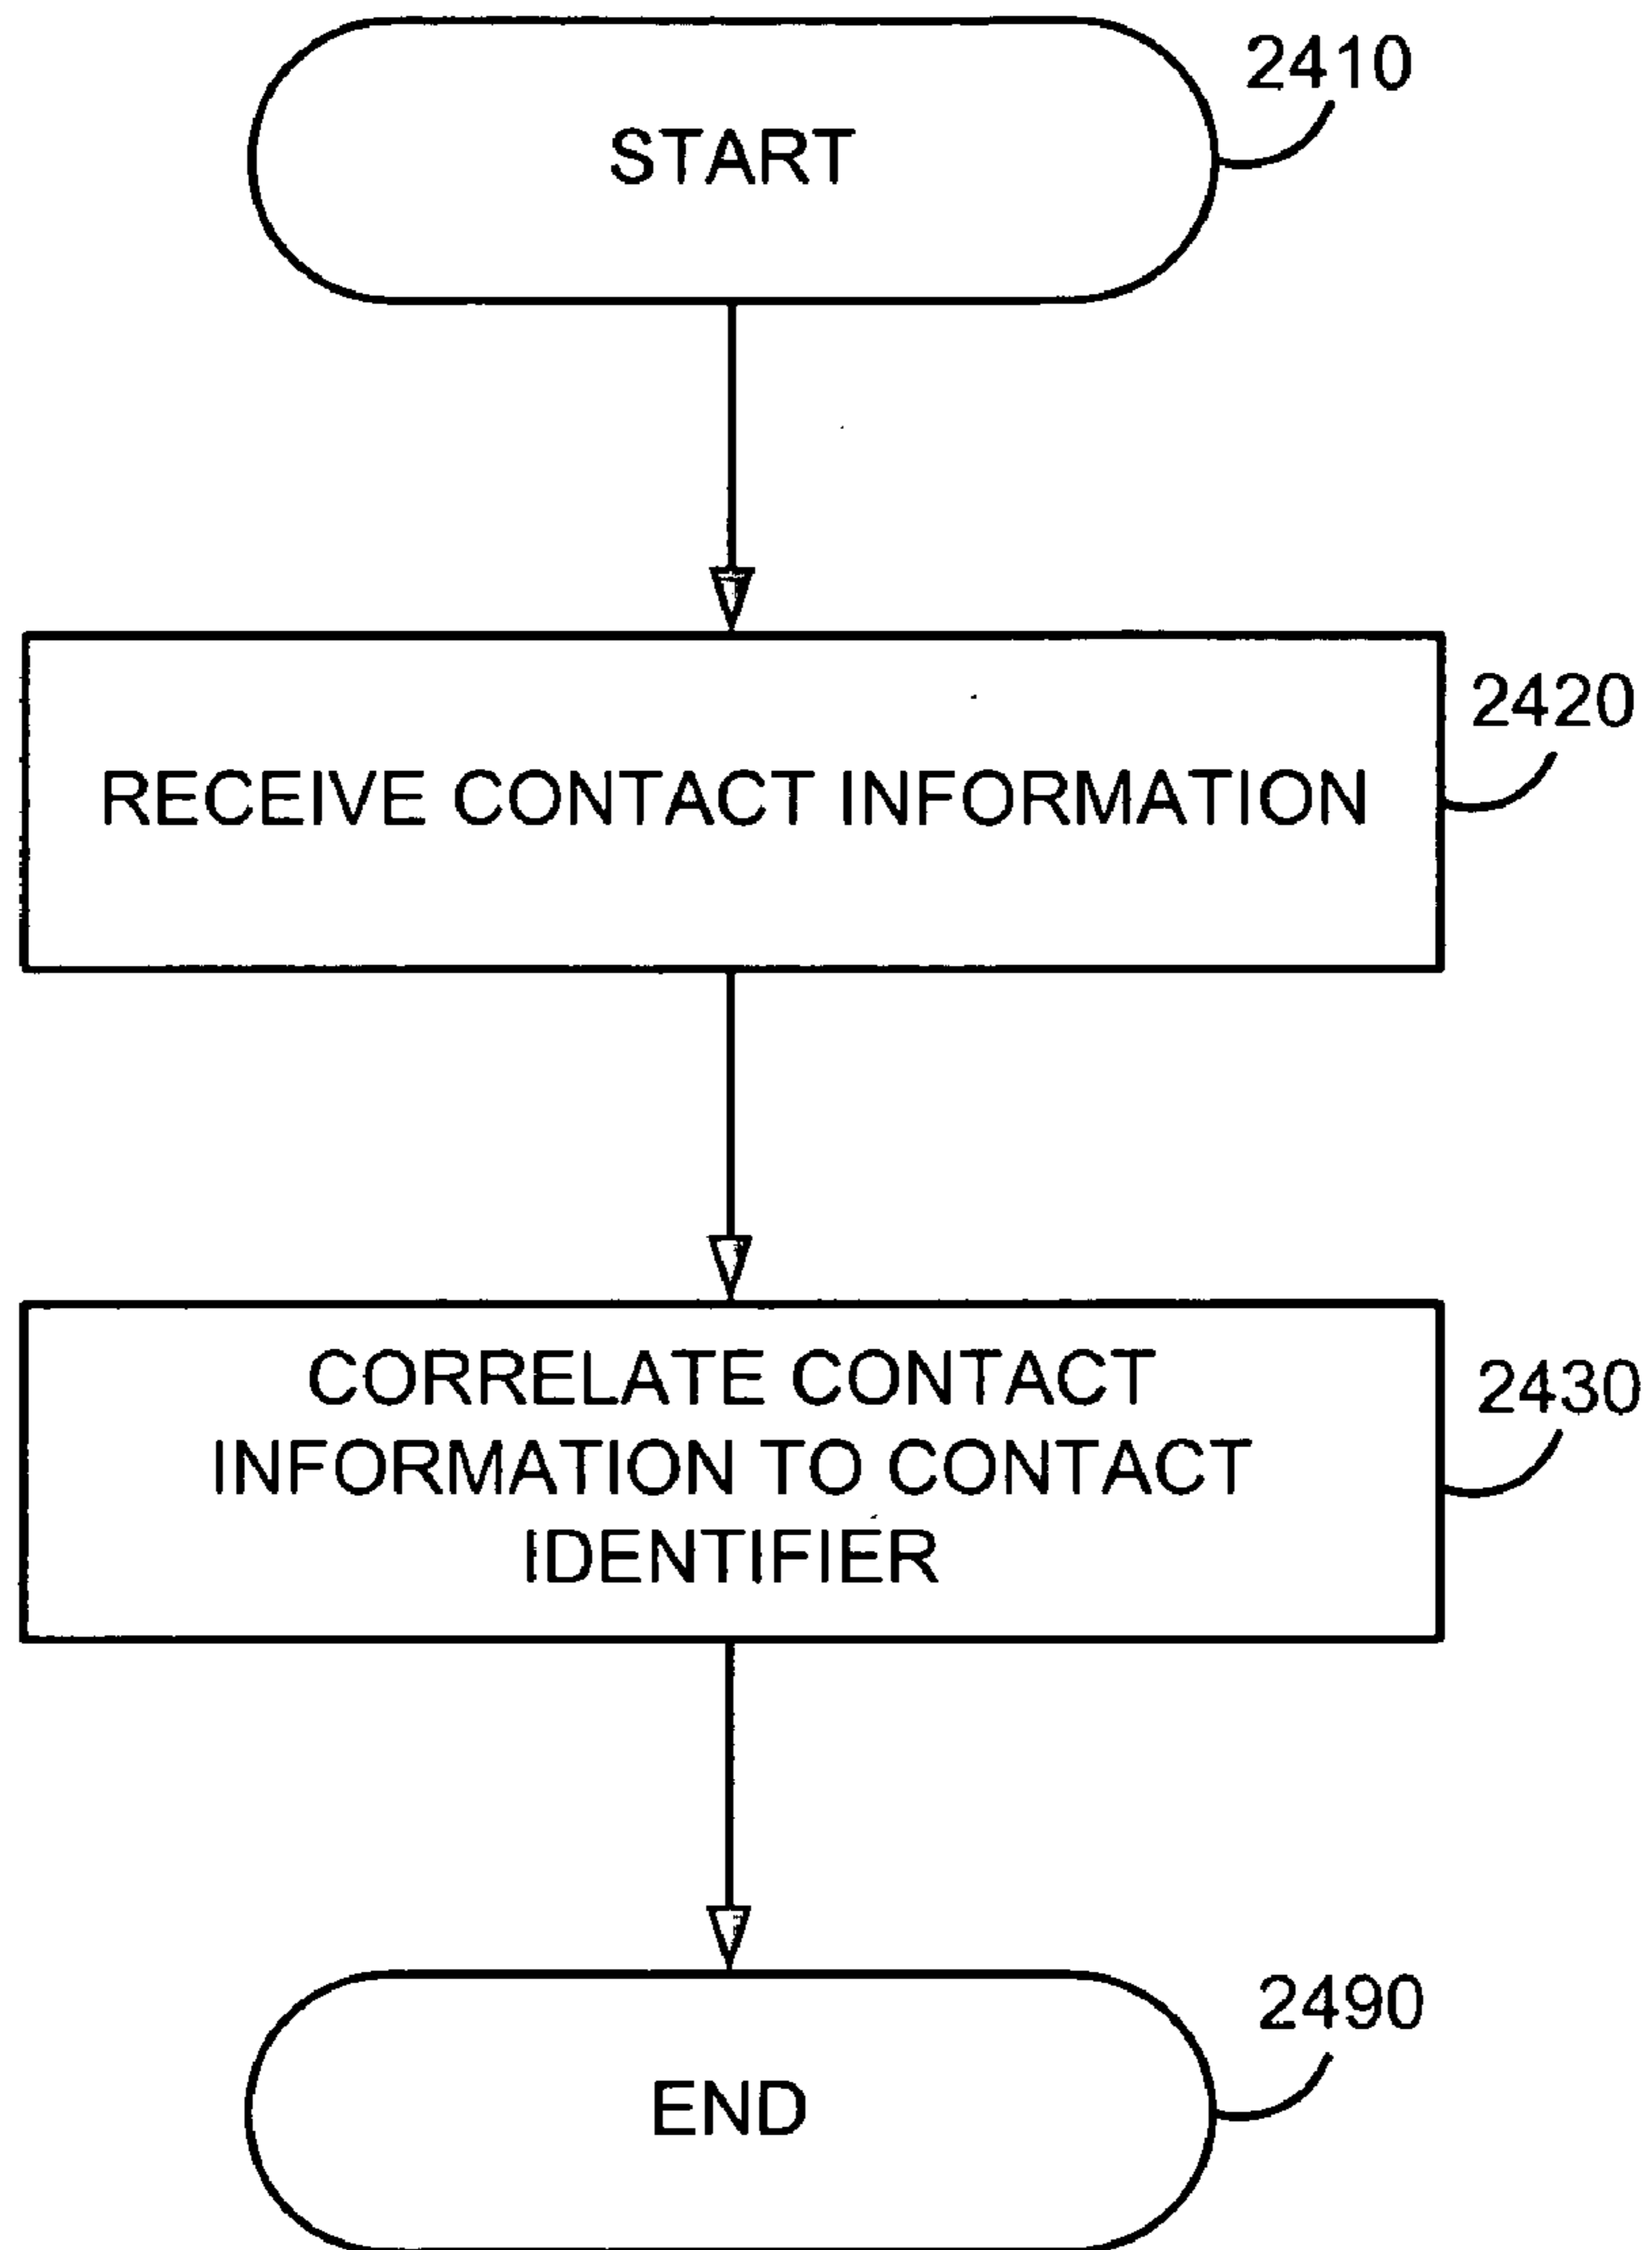 2410
START
2420
RECEIVE CONTACT INFORMATION
2430
CORRELATE CONTACT
INFORMATION TO CONTACT
IDENTIFIER
2490
END